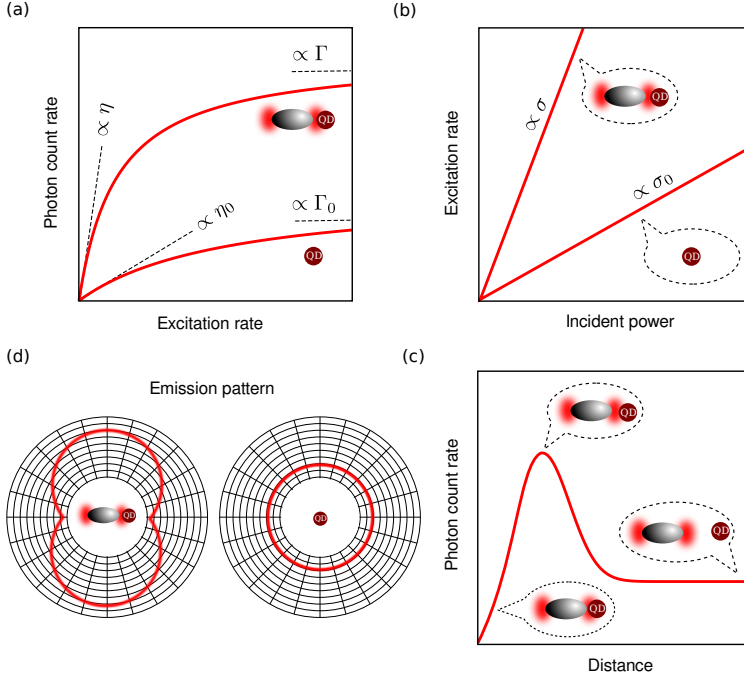 (a)
Photon count rate
∝ η
∝ Γ
QD
∝ η₀
∝ Γ₀
QD
Excitation rate
(b)
Excitation rate
∝ σ
QD
∝ σ₀
QD
Incident power
(d)
Emission pattern
QD
QD
(c)
Photon count rate
QD
QD
QD
Distance